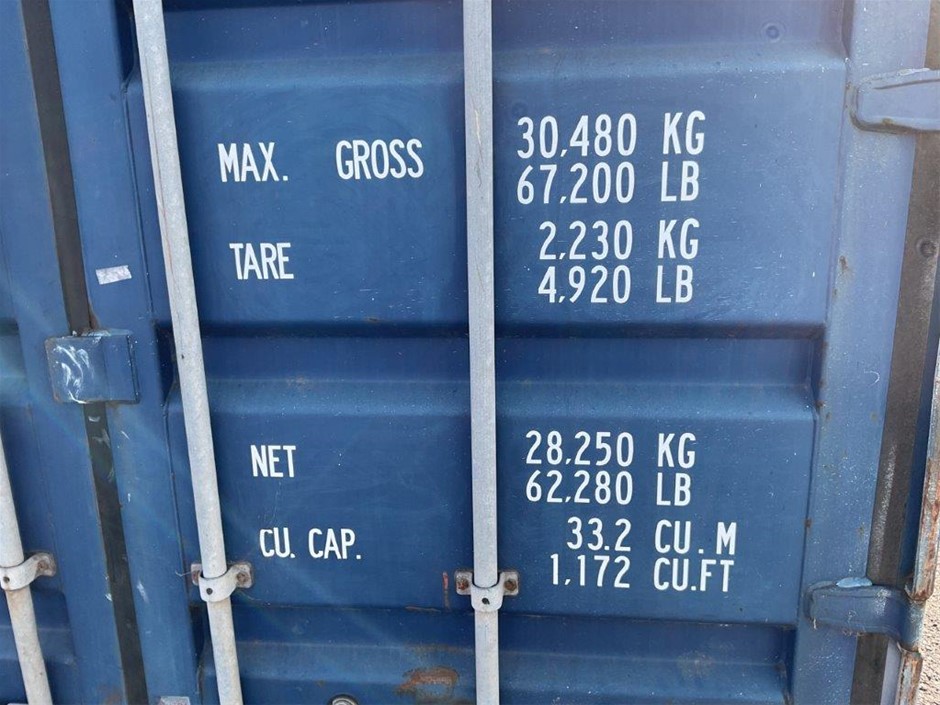 MAX. GROSS 30,480 KG
67,200 LB
TARE 2,230 KG
4,920 LB
NET 28,250 KG
62,280 LB
CU. CAP. 33.2 CU.M
1,172 CU.FT